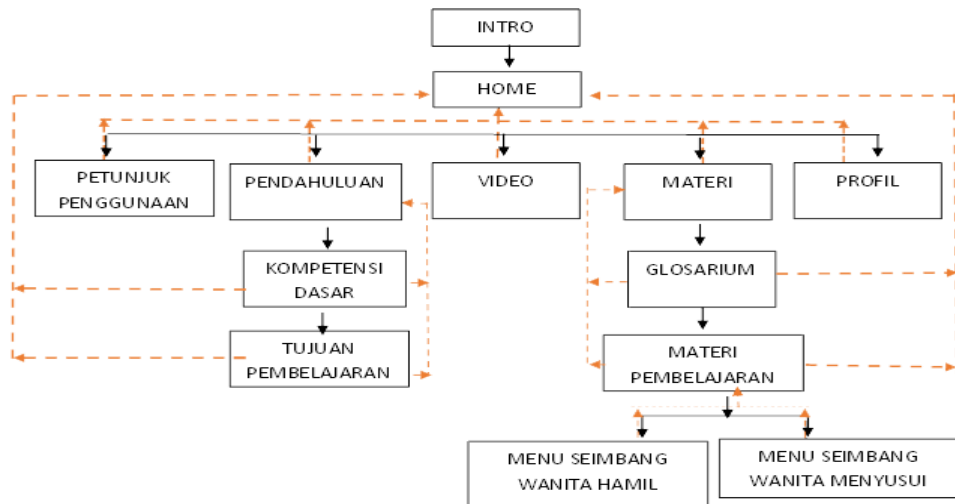 INTRO
HOME
PETUNJUK
PENGGUNAAN
PENDAHULUAN
VIDEO
MATERI
PROFIL
KOMPETENSI
DASAR
GLOSARIUM
TUJUAN
PEMBELAJARAN
MATERI
PEMBELAJARAN
MENU SEIMBANG
WANITA HAMIL
MENU SEIMBANG
WANITA MENYUSUI